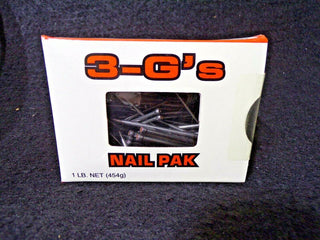 3-G's
NAIL PAK
1 LB. NET (454g)